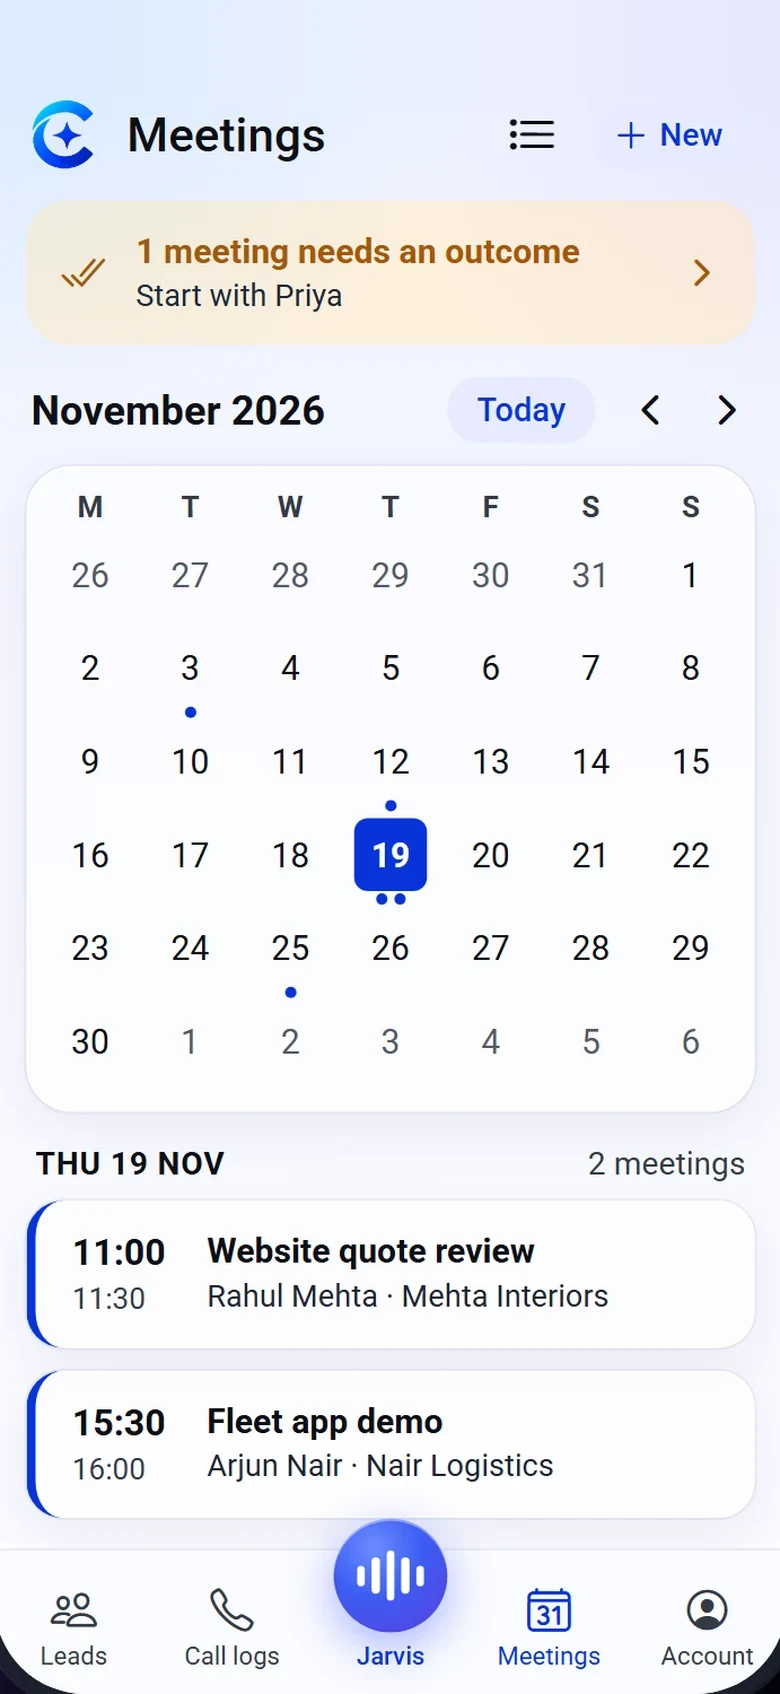 Meetings
+ New
1 meeting needs an outcome
Start with Priya
November 2026
Today
M T W T F S S
26 27 28 29 30 31 1
2 3 4 5 6 7 8
9 10 11 12 13 14 15
16 17 18 19 20 21 22
23 24 25 26 27 28 29
30 1 2 3 4 5 6
THU 19 NOV 2 meetings
11:00 Website quote review
11:30 Rahul Mehta · Mehta Interiors
15:30 Fleet app demo
16:00 Arjun Nair · Nair Logistics
31
Leads Call logs Jarvis Meetings Account